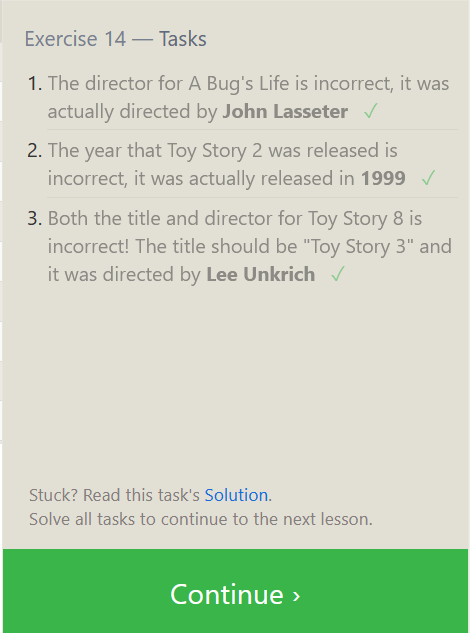 Exercise 14 — Tasks
1. The director for A Bug's Life is incorrect, it was
actually directed by John Lasseter ✓
2. The year that Toy Story 2 was released is
incorrect, it was actually released in 1999 ✓
3. Both the title and director for Toy Story 8 is
incorrect! The title should be "Toy Story 3" and
it was directed by Lee Unkrich ✓
Stuck? Read this task's Solution.
Solve all tasks to continue to the next lesson.
Continue ›